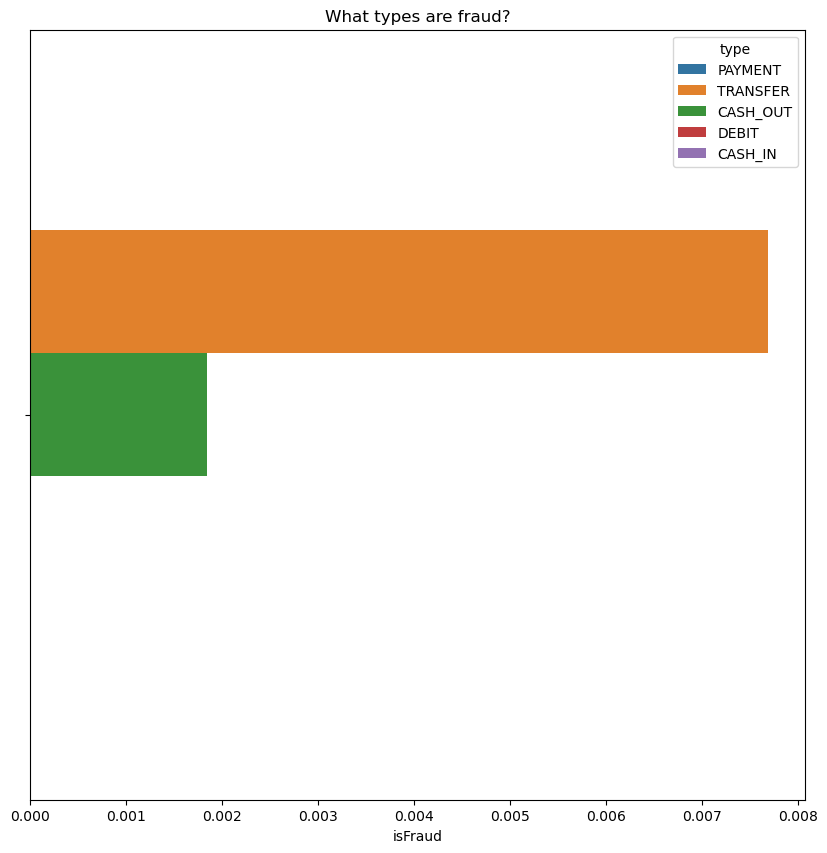 What types are fraud?
type
PAYMENT
TRANSFER
CASH_OUT
DEBIT
CASH_IN
0.000 0.001 0.002 0.003 0.004 0.005 0.006 0.007 0.008
isFraud